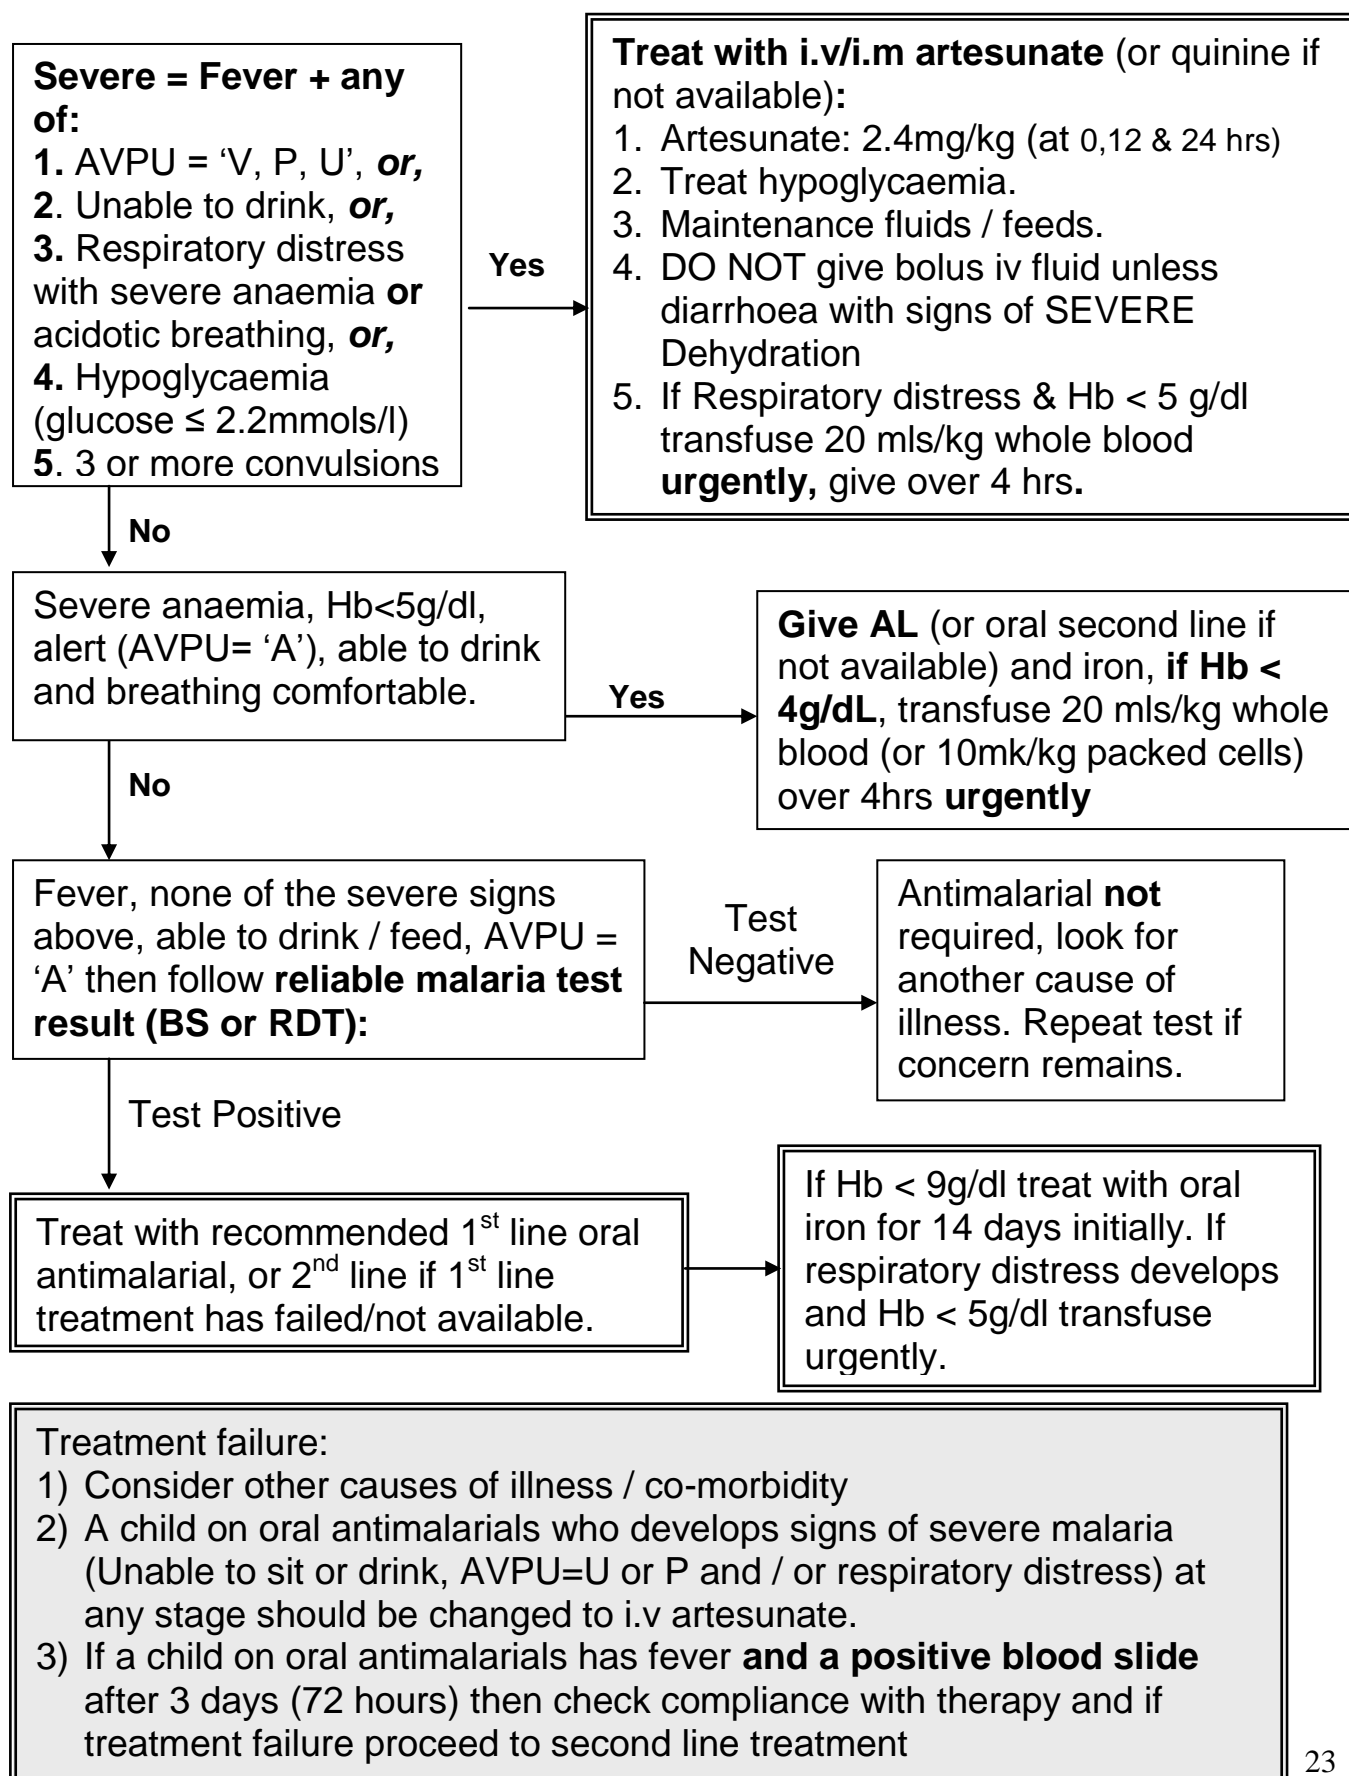 Severe = Fever + any
of:
1. AVPU = ‘V, P, U’, or,
2. Unable to drink, or,
3. Respiratory distress
with severe anaemia or
acidotic breathing, or,
4. Hypoglycaemia
(glucose ≤ 2.2mmols/l)
5. 3 or more convulsions
Yes
Treat with i.v/i.m artesunate (or quinine if
not available):
1. Artesunate: 2.4mg/kg (at 0,12 & 24 hrs)
2. Treat hypoglycaemia.
3. Maintenance fluids / feeds.
4. DO NOT give bolus iv fluid unless
diarrhoea with signs of SEVERE
Dehydration
5. If Respiratory distress & Hb < 5 g/dl
transfuse 20 mls/kg whole blood
urgently, give over 4 hrs.
No
Severe anaemia, Hb<5g/dl,
alert (AVPU= ‘A’), able to drink
and breathing comfortable.
Yes
Give AL (or oral second line if
not available) and iron, if Hb <
4g/dL, transfuse 20 mls/kg whole
blood (or 10mk/kg packed cells)
over 4hrs urgently
No
Fever, none of the severe signs
above, able to drink / feed, AVPU =
‘A’ then follow reliable malaria test
result (BS or RDT):
Test
Negative
Antimalarial not
required, look for
another cause of
illness. Repeat test if
concern remains.
Test Positive
Treat with recommended 1st line oral
antimalarial, or 2nd line if 1st line
treatment has failed/not available.
If Hb < 9g/dl treat with oral
iron for 14 days initially. If
respiratory distress develops
and Hb < 5g/dl transfuse
urgently.
Treatment failure:
1) Consider other causes of illness / co-morbidity
2) A child on oral antimalarials who develops signs of severe malaria
(Unable to sit or drink, AVPU=U or P and / or respiratory distress) at
any stage should be changed to i.v artesunate.
3) If a child on oral antimalarials has fever and a positive blood slide
after 3 days (72 hours) then check compliance with therapy and if
treatment failure proceed to second line treatment
23